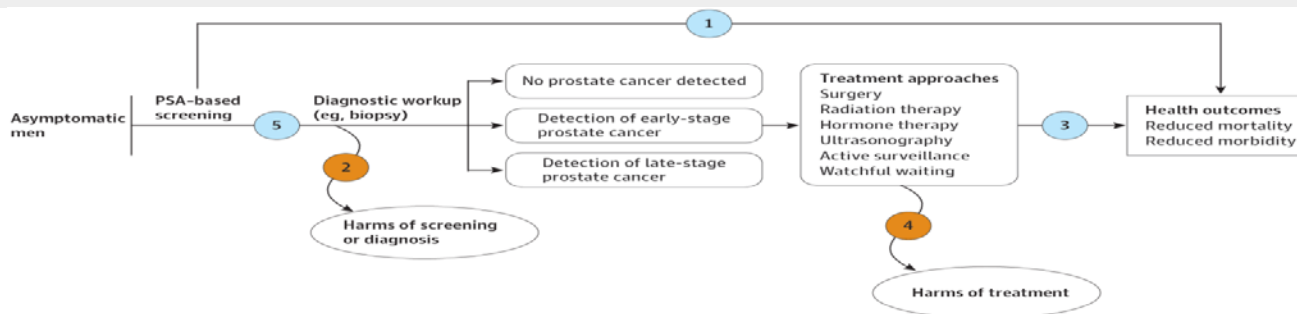 1
Asymptomatic
men
PSA-based
screening
5
Diagnostic workup
(eg, biopsy)
2
Harms of screening
or diagnosis
No prostate cancer detected
Detection of early-stage
prostate cancer
Detection of late-stage
prostate cancer
Treatment approaches
Surgery
Radiation therapy
Hormone therapy
Ultrasonography
Active surveillance
Watchful waiting
4
Harms of treatment
3
Health outcomes
Reduced mortality
Reduced morbidity